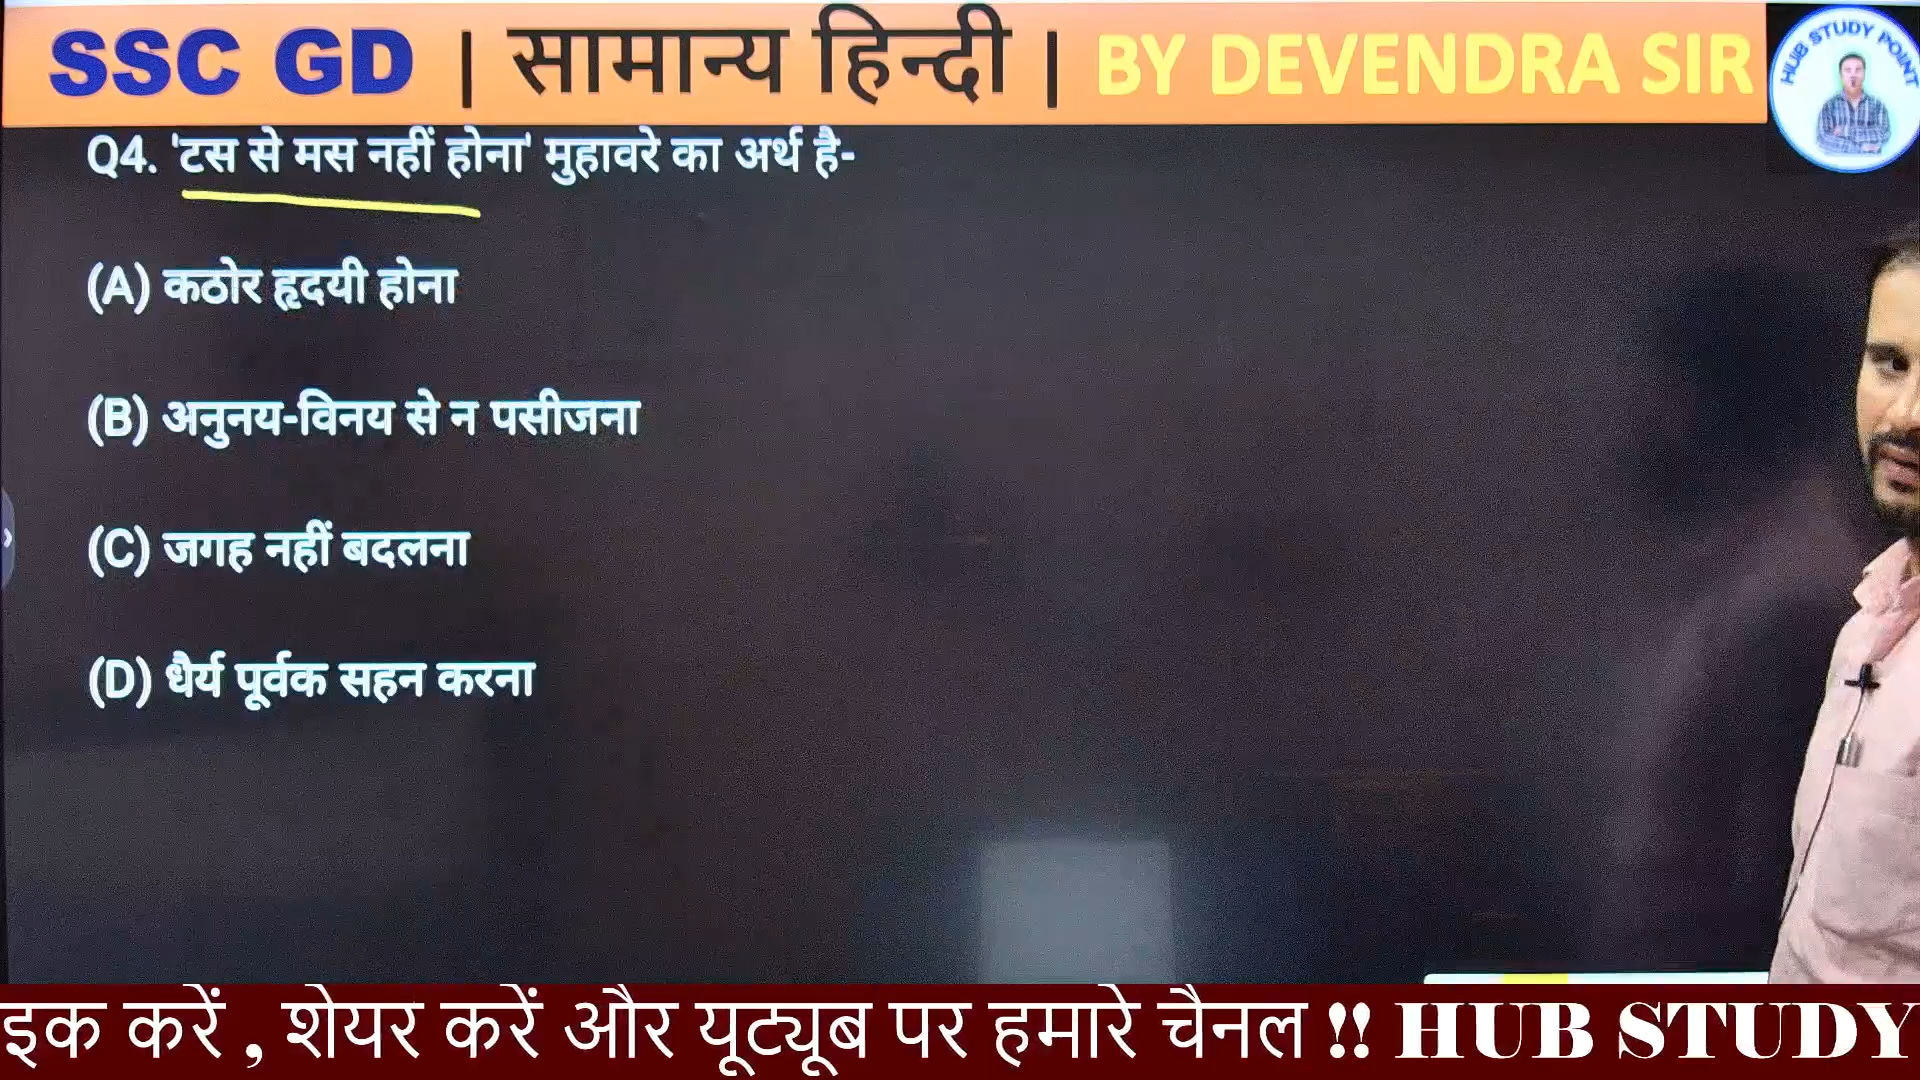 SSC GD | सामान्य हिन्दी | BY DEVENDRA SIR
HUB STUDY POINT
Q4. 'टस से मस नहीं होना' मुहावरे का अर्थ है-
(A) कठोर हृदयी होना
(B) अनुनय-विनय से न पसीजना
(C) जगह नहीं बदलना
(D) धैर्य पूर्वक सहन करना
इक करें , शेयर करें और यूट्यूब पर हमारे चैनल !! HUB STUDY